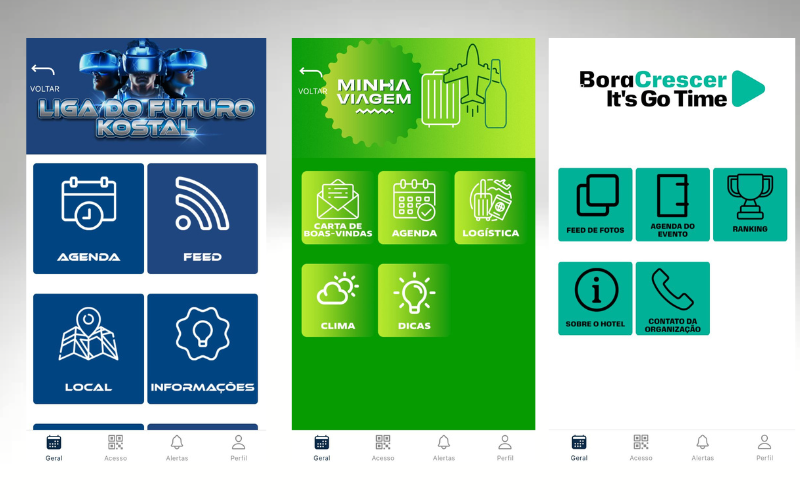 VOLTAR
LIGA DO FUTURO
KOSTAL
AGENDA
FEED
LOCAL
INFORMAÇÕES
Geral
Acesso
Alertas
Perfil
VOLTAR
MINHA
VIAGEM
CARTA DE
BOAS-VINDAS
AGENDA
LOGÍSTICA
CLIMA
DICAS
Geral
Acesso
Alertas
Perfil
BoraCrescer
It's Go Time
FEED DE FOTOS
AGENDA DO
EVENTO
RANKING
SOBRE O HOTEL
CONTATO DA
ORGANIZAÇÃO
Geral
Acesso
Alertas
Perfil